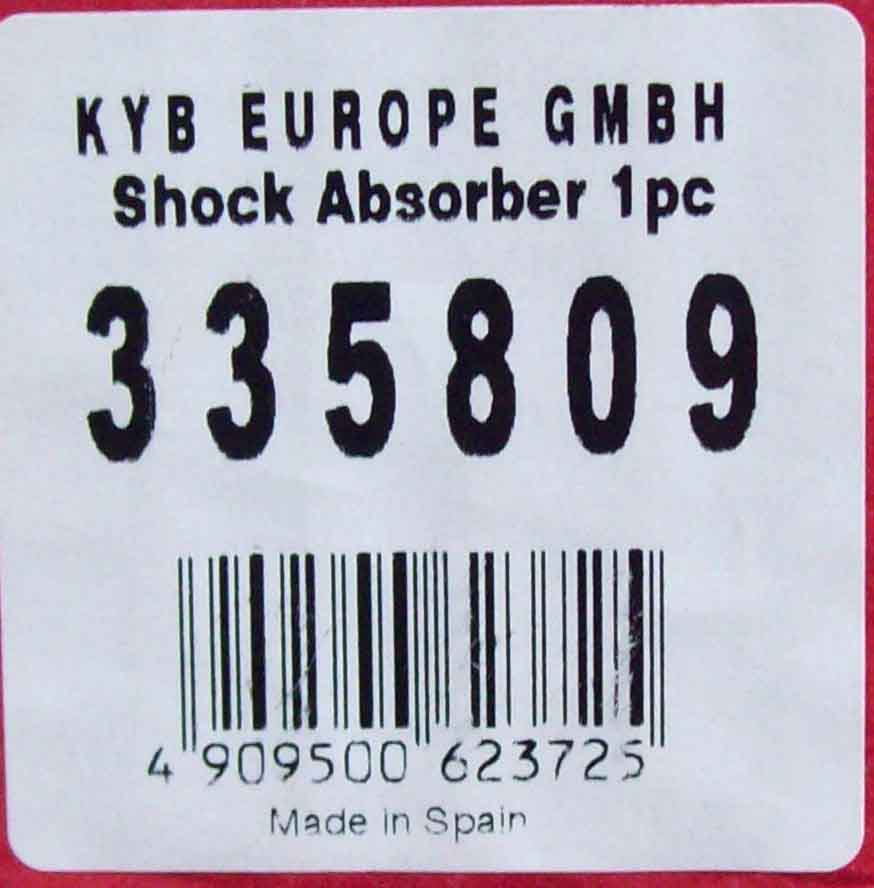 KYB EUROPE GMBH
Shock Absorber 1pc
335809
4 909500 623725
Made in Spain